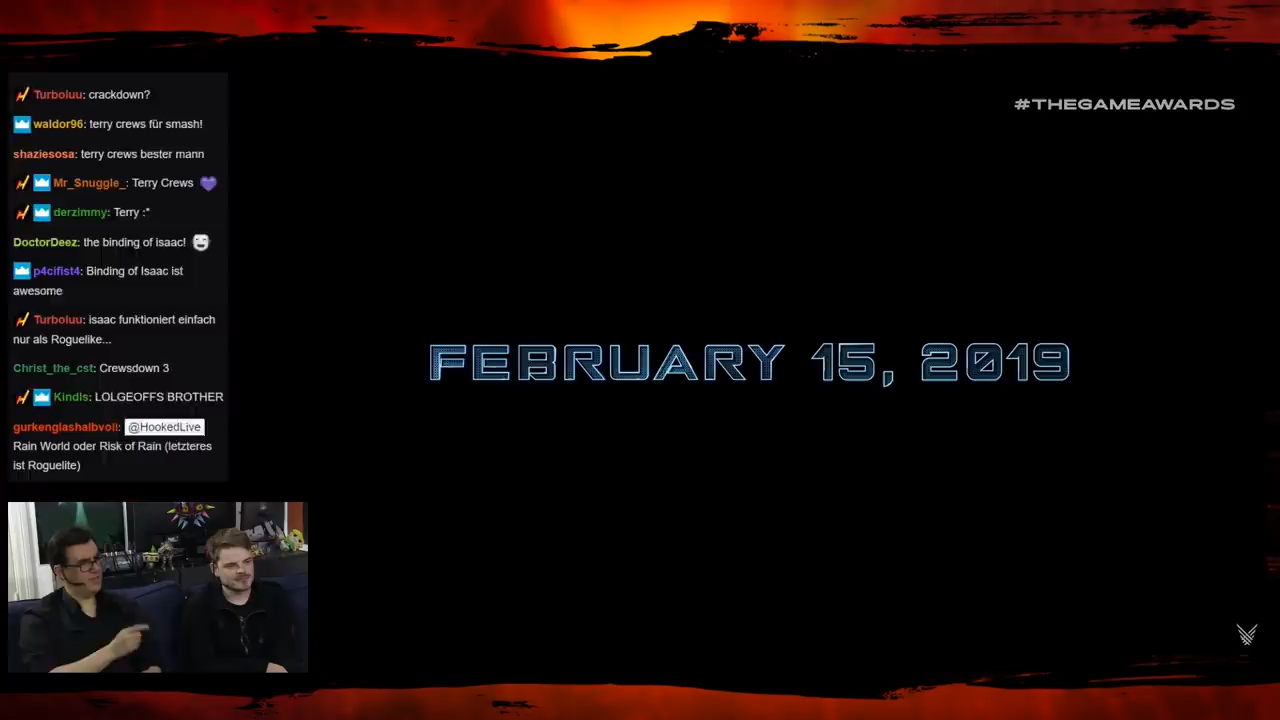 Turboluu: crackdown?
waldor96: terry crews für smash!
shaziesosa: terry crews bester mann
Mr_Snuggle_: Terry Crews
derzimmy: Terry :*
DoctorDeez: the binding of isaac!
p4cifist4: Binding of Isaac ist
awesome
Turboluu: isaac funktioniert einfach
nur als Roguelike...
Christ_the_cst: Crewsdown 3
Kindls: LOLGEOFFS BROTHER
gurkenglashalbvoll: @HookedLive
Rain World oder Risk of Rain (letzteres
ist Roguelite)
#THEGAMEAWARDS
FEBRUARY 15, 2019